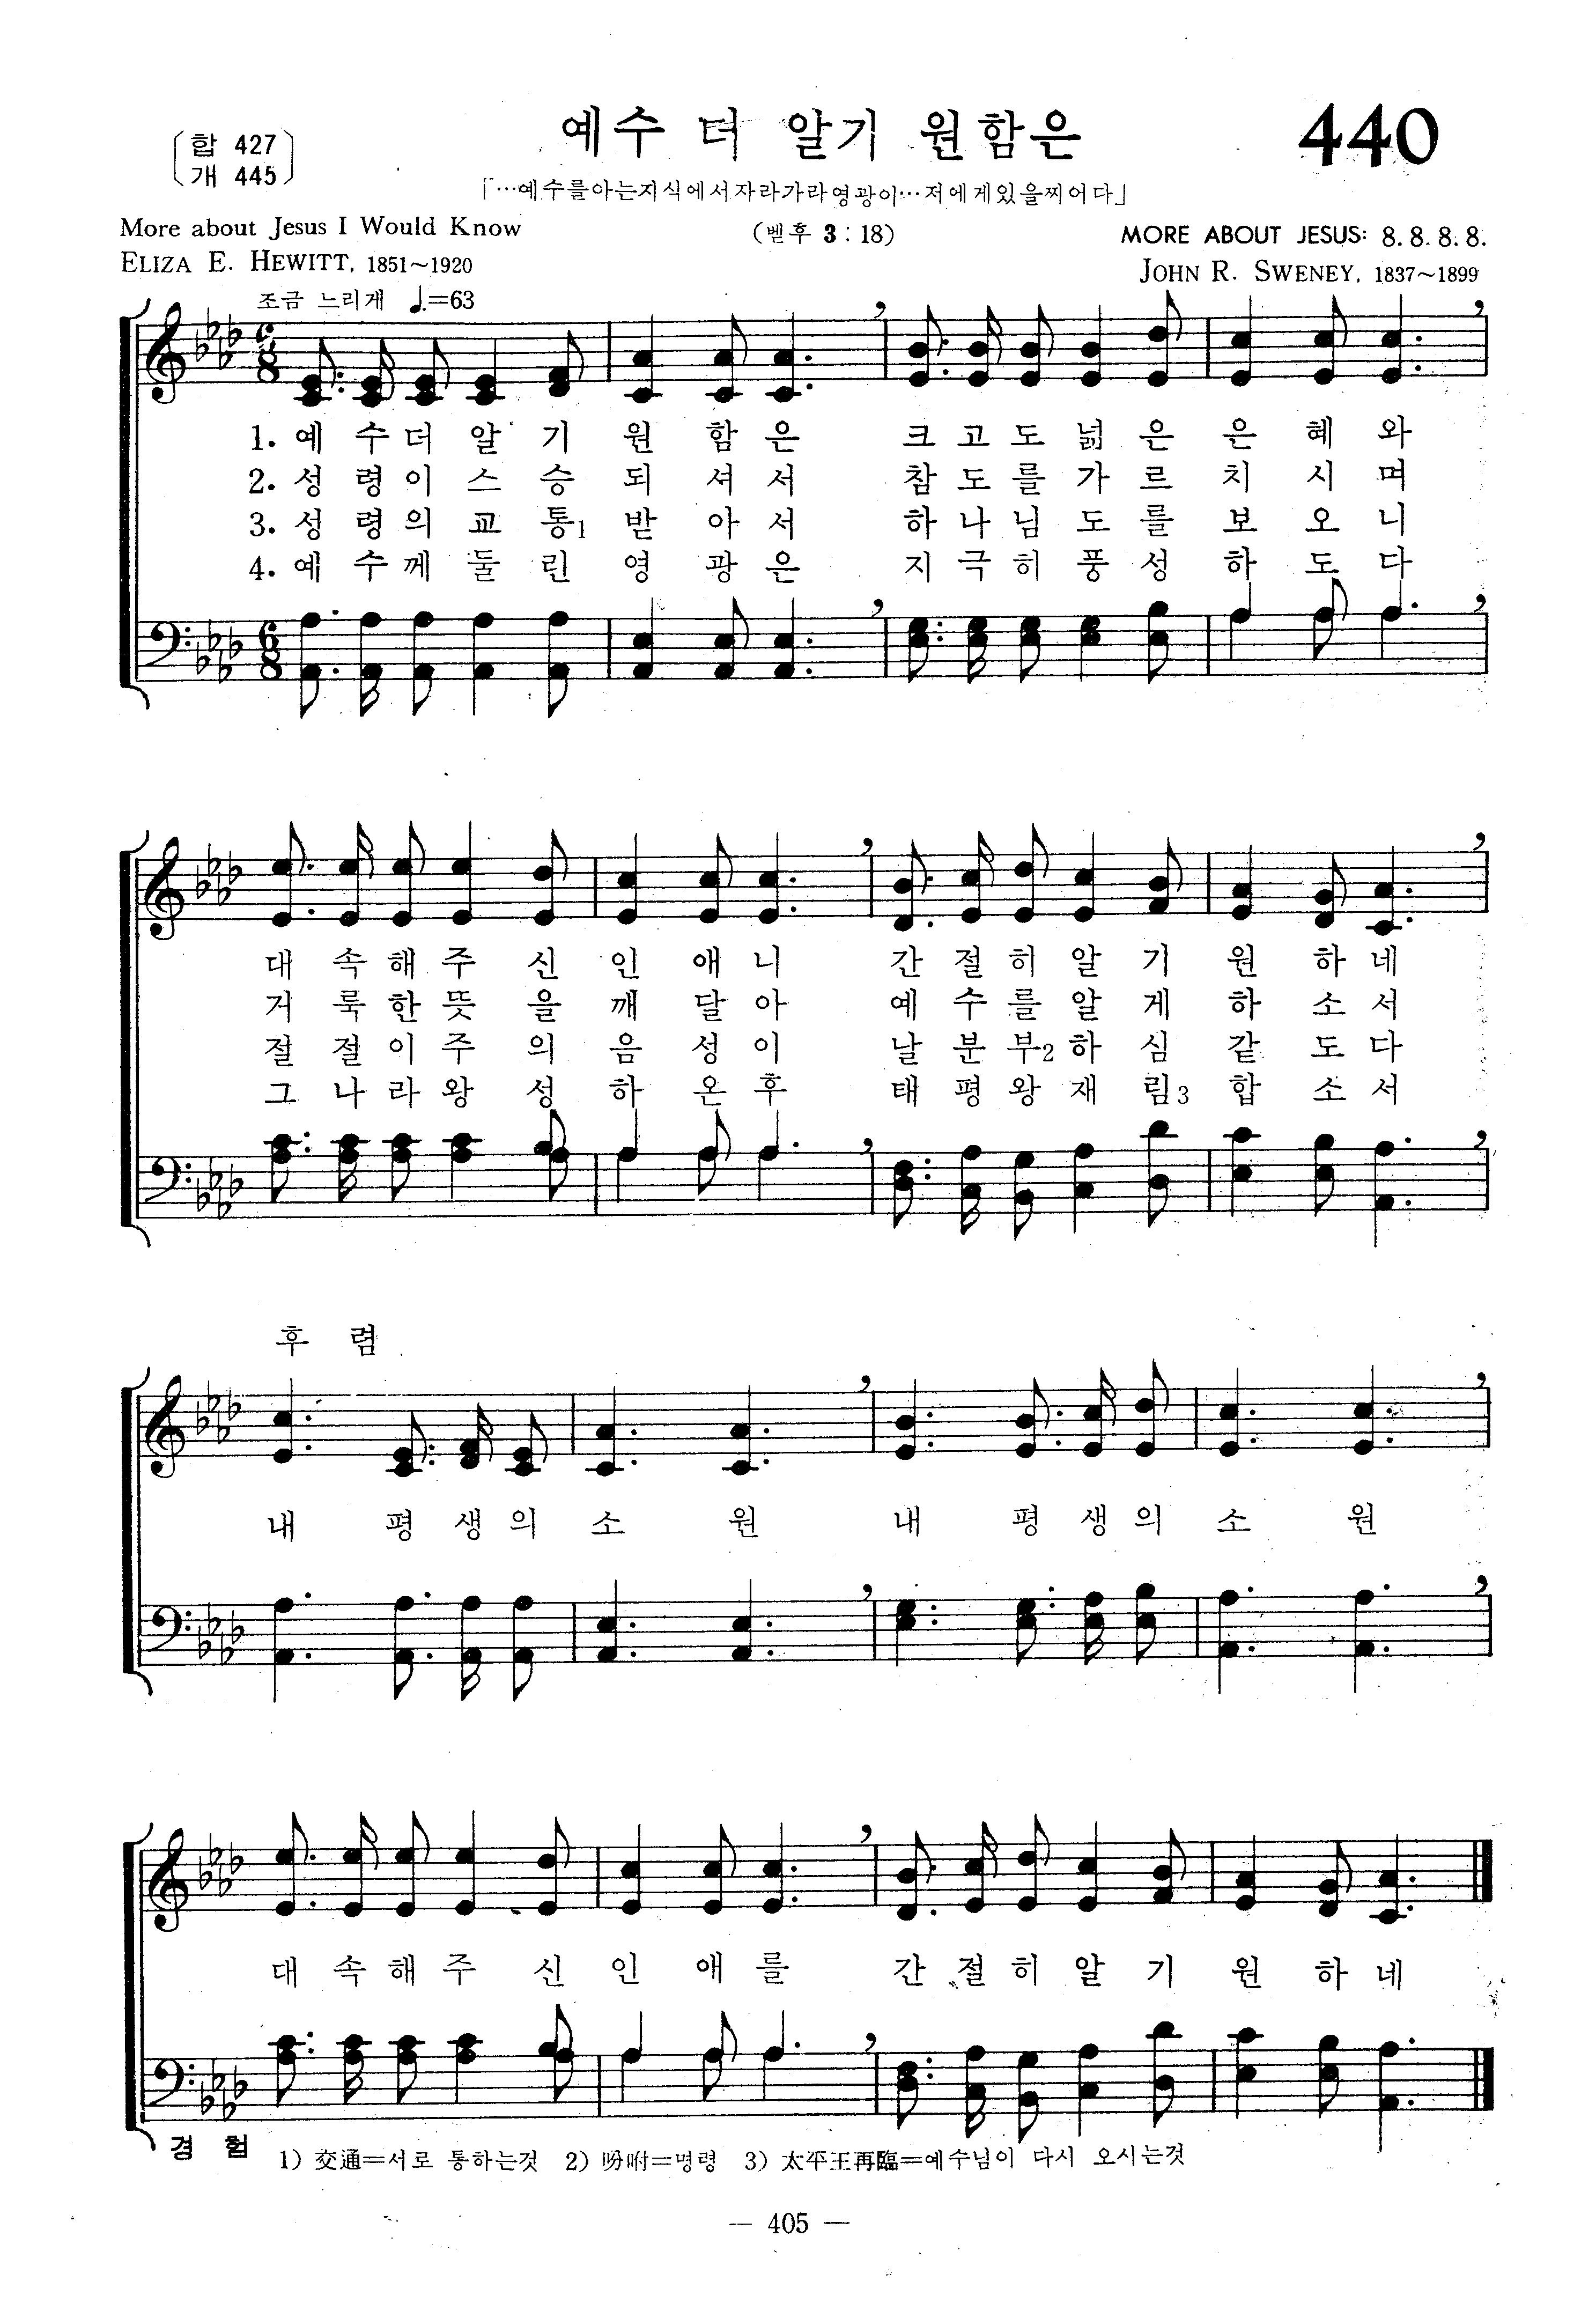 〔합 427
개 445〕
예수 더 알기 원함은
440
「…예수를아는지식에서자라가라영광이…저에게있을찌어다」
(벧후 3 : 18)
More about Jesus I Would Know
ELIZA E. HEWITT, 1851~1920
MORE ABOUT JESUS: 8. 8. 8. 8.
JOHN R. SWENEY, 1837~1899
조금 느리게 ♩.=63
1. 예 수 더 알 기 원 함 은 크 고 도 넓 은 은 혜 와
2. 성 령 이 스 승 되 셔 서 참 도 를 가 르 치 시 며
3. 성 령 의 교 통1 받 아 서 하 나 님 도 를 보 오 니
4. 예 수 께 둘 린 영 광 은 지 극 히 풍 성 하 도 다
대 속 해 주 신 인 애 니 간 절 히 알 기 원 하 네
거 룩 한 뜻 을 깨 달 아 예 수 를 알 게 하 소 서
절 절 이 주 의 음 성 이 날 분 부2 하 심 같 도 다
그 나 라 왕 성 하 온 후 태 평 왕 재 림3 합 소 서
후 렴
내 평 생 의 소 원 내 평 생 의 소 원
대 속 해 주 신 인 애 를 간 절 히 알 기 원 하 네
경 험
1) 交通=서로 통하는것 2) 吩咐=명령 3) 太平王再臨=예수님이 다시 오시는것
— 405 —